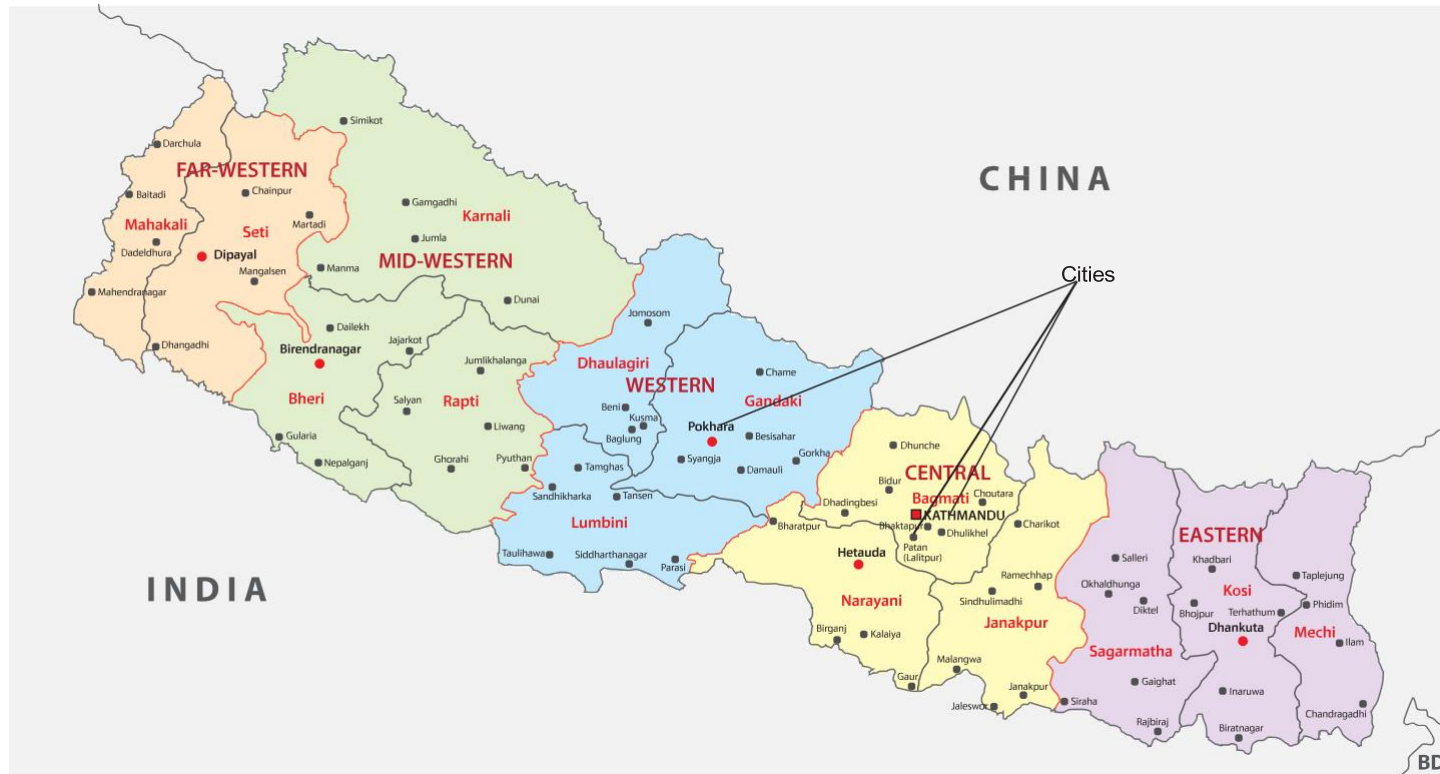 CHINA
Simikot
Darchula
FAR-WESTERN
Chainpur
Baitadi
Gamgadhi
Karnali
Martadi
Mahakali
Seti
Jumla
Dadeldhura
Dipayal
MID-WESTERN
Manma
Mangalsen
Cities
Mahendranagar
Dunai
Jomosom
Dailekh
Jajarkot
Dhangadhi
Birendranagar
Jumlikhalanga
Dhaulagiri
Chame
WESTERN
Bheri
Salyan
Rapti
Gandaki
Beni
Kusma
Liwang
Pokhara
Gularia
Baglung
Besisahar
Dhunche
Nepalganj
Ghorahi
Pyuthan
Tamghas
Syangja
Damauli
Gorkha
CENTRAL
Bidur
Sandhikharka
Tansen
Bagmati
Choutara
Dhadingbesi
KATHMANDU
Lumbini
Bharatpur
Bhaktapur
Dhulikhel
Charikot
Patan
(Lalitpur)
EASTERN
Taulihawa
Siddharthanagar
Parasi
Hetauda
Salleri
Khadbari
Ramechhap
Taplejung
INDIA
Sindhulimadhi
Okhaldhunga
Kosi
Narayani
Diktel
Bhojpur
Terhathum
Phidim
Janakpur
Birganj
Kalaiya
Dhankuta
Mechi
Ilam
Sagarmatha
Malangwa
Gaur
Gaighat
Janakpur
Inaruwa
Jaleswor
Siraha
Chandragadhi
Rajbiraj
Biratnagar
BD